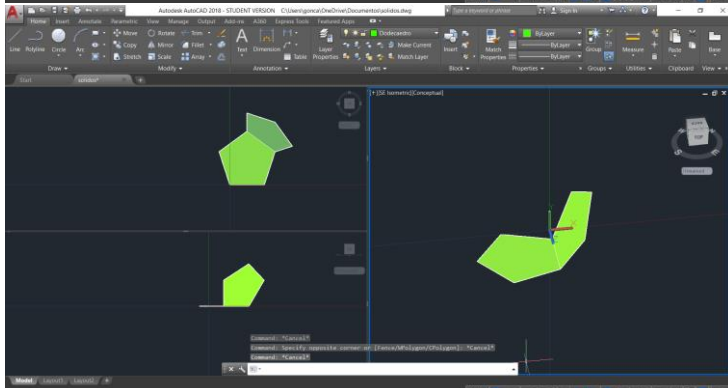 Autodesk AutoCAD 2018 - STUDENT VERSION C:\Users\gonca\OneDrive\Documentos\solidos.dwg
Type a keyword or phrase
Sign In
Home Insert Annotate Parametric View Manage Output Add-ins A360 Express Tools Featured Apps
Line Polyline Circle Arc
Move Rotate Trim
Copy Mirror Fillet
Stretch Scale Array
Text Dimension
Table
Layer Properties
Dodecaedro
Make Current
Match Layer
Insert
Match Properties
ByLayer
ByLayer
ByLayer
Group
Measure
Paste
Base
Draw Modify Annotation Layers Block Properties Groups Utilities Clipboard View
Start solidos*
[+][SE Isometric][Conceptual]
TOP
Command: *Cancel*
Command: Specify opposite corner or [Fence/WPolygon/CPolygon]: *Cancel*
Command: *Cancel*
Model Layout1 Layout2 +